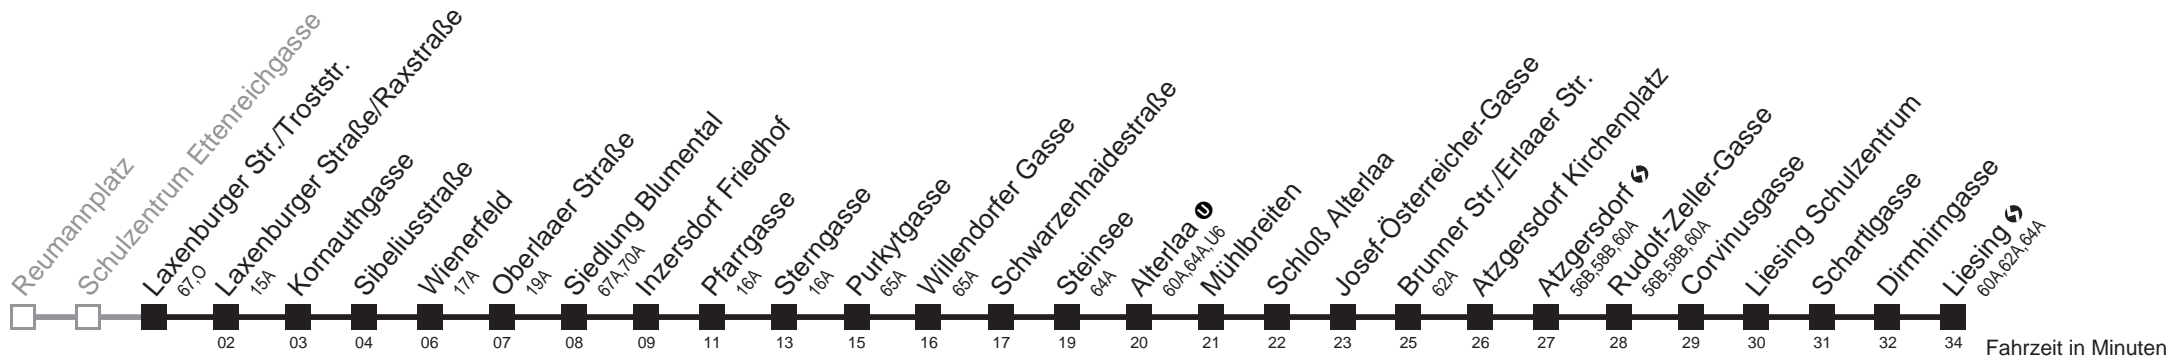 Reumannplatz
Schulzentrum Ettenreichgasse
Laxenburger Str./Troststr.
67,O
Laxenburger Straße/Raxstraße
15A
Kornauthgasse
Sibeliusstraße
Wienerfeld
17A
Oberlaaer Straße
19A
Siedlung Blumental
67A,70A
Inzersdorf Friedhof
Pfarrgasse
16A
Sterngasse
16A
Purkytgasse
65A
Willendorfer Gasse
65A
Schwarzenhaidestraße
Steinsee
64A
Alterlaa U
60A,64A,U6
Mühlbreiten
Schloß Alterlaa
Josef-Österreicher-Gasse
Brunner Str./Erlaaer Str.
62A
Atzgersdorf Kirchenplatz
Atzgersdorf
56B,58B,60A
Rudolf-Zeller-Gasse
56B,58B,60A
Corvinusgasse
Liesing Schulzentrum
Schartlgasse
Dirmhirngasse
Liesing
60A,62A,64A
02 03 04 06 07 08 09 11 13 15 16 17 19 20 21 22 23 25 26 27 28 29 30 31 32 34 Fahrzeit in Minuten